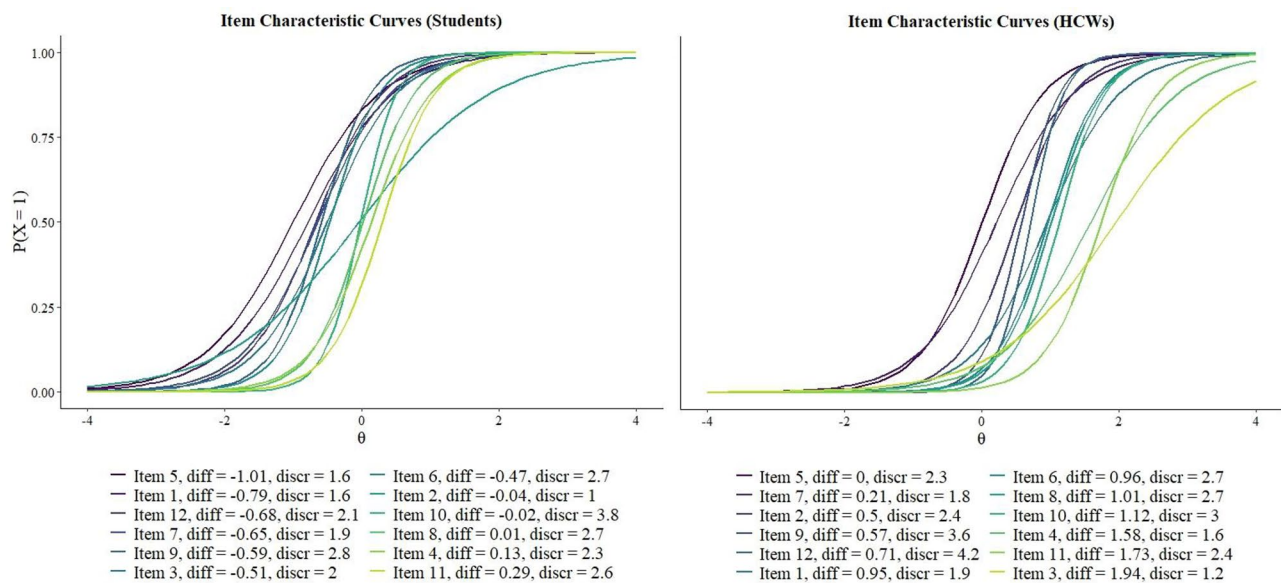 Item Characteristic Curves (Students)
1.00
0.75
0.50
0.25
0.00
P(X = 1)
-4
-2
0
2
4
θ
Item 5, diff = -1.01, discr = 1.6
Item 1, diff = -0.79, discr = 1.6
Item 12, diff = -0.68, discr = 2.1
Item 7, diff = -0.65, discr = 1.9
Item 9, diff = -0.59, discr = 2.8
Item 3, diff = -0.51, discr = 2
Item 6, diff = -0.47, discr = 2.7
Item 2, diff = -0.04, discr = 1
Item 10, diff = -0.02, discr = 3.8
Item 8, diff = 0.01, discr = 2.7
Item 4, diff = 0.13, discr = 2.3
Item 11, diff = 0.29, discr = 2.6
Item Characteristic Curves (HCWs)
-4
-2
0
2
4
θ
Item 5, diff = 0, discr = 2.3
Item 7, diff = 0.21, discr = 1.8
Item 2, diff = 0.5, discr = 2.4
Item 9, diff = 0.57, discr = 3.6
Item 12, diff = 0.71, discr = 4.2
Item 1, diff = 0.95, discr = 1.9
Item 6, diff = 0.96, discr = 2.7
Item 8, diff = 1.01, discr = 2.7
Item 10, diff = 1.12, discr = 3
Item 4, diff = 1.58, discr = 1.6
Item 11, diff = 1.73, discr = 2.4
Item 3, diff = 1.94, discr = 1.2